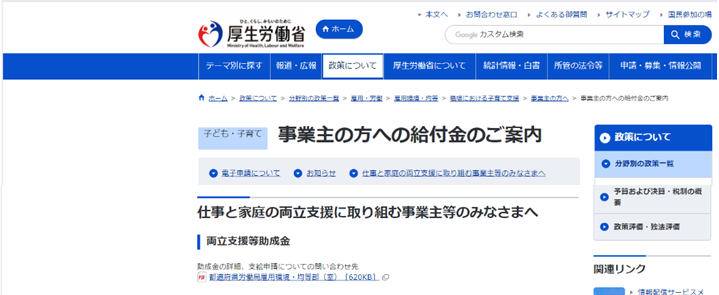 本文へ お問合わせ窓口 よくある御質問 サイトマップ 国民参加の場
ひと、くらし、みらいのために
厚生労働省
Ministry of Health, Labour and Welfare
ホーム
Google カスタム検索
検索
テーマ別に探す 報道・広報 政策について 厚生労働省について 統計情報・白書 所管の法令等 申請・募集・情報公開
ホーム > 政策について > 分野別の政策一覧 > 雇用・労働 > 雇用環境・均等 > 職場における子育て支援 > 事業主の方へ > 事業主の方への給付金のご案内
子ども・子育て
事業主の方への給付金のご案内
電子申請について お知らせ 仕事と家庭の両立支援に取り組む事業主等のみなさまへ
仕事と家庭の両立支援に取り組む事業主等のみなさまへ
両立支援等助成金
助成金の詳細、支給申請についての問い合わせ先
PDF 都道府県労働局雇用環境・均等部（室） [620KB]
政策について
分野別の政策一覧
予算および決算・税制の概
要
政策評価・独法評価
関連リンク
情報配信サービスメ